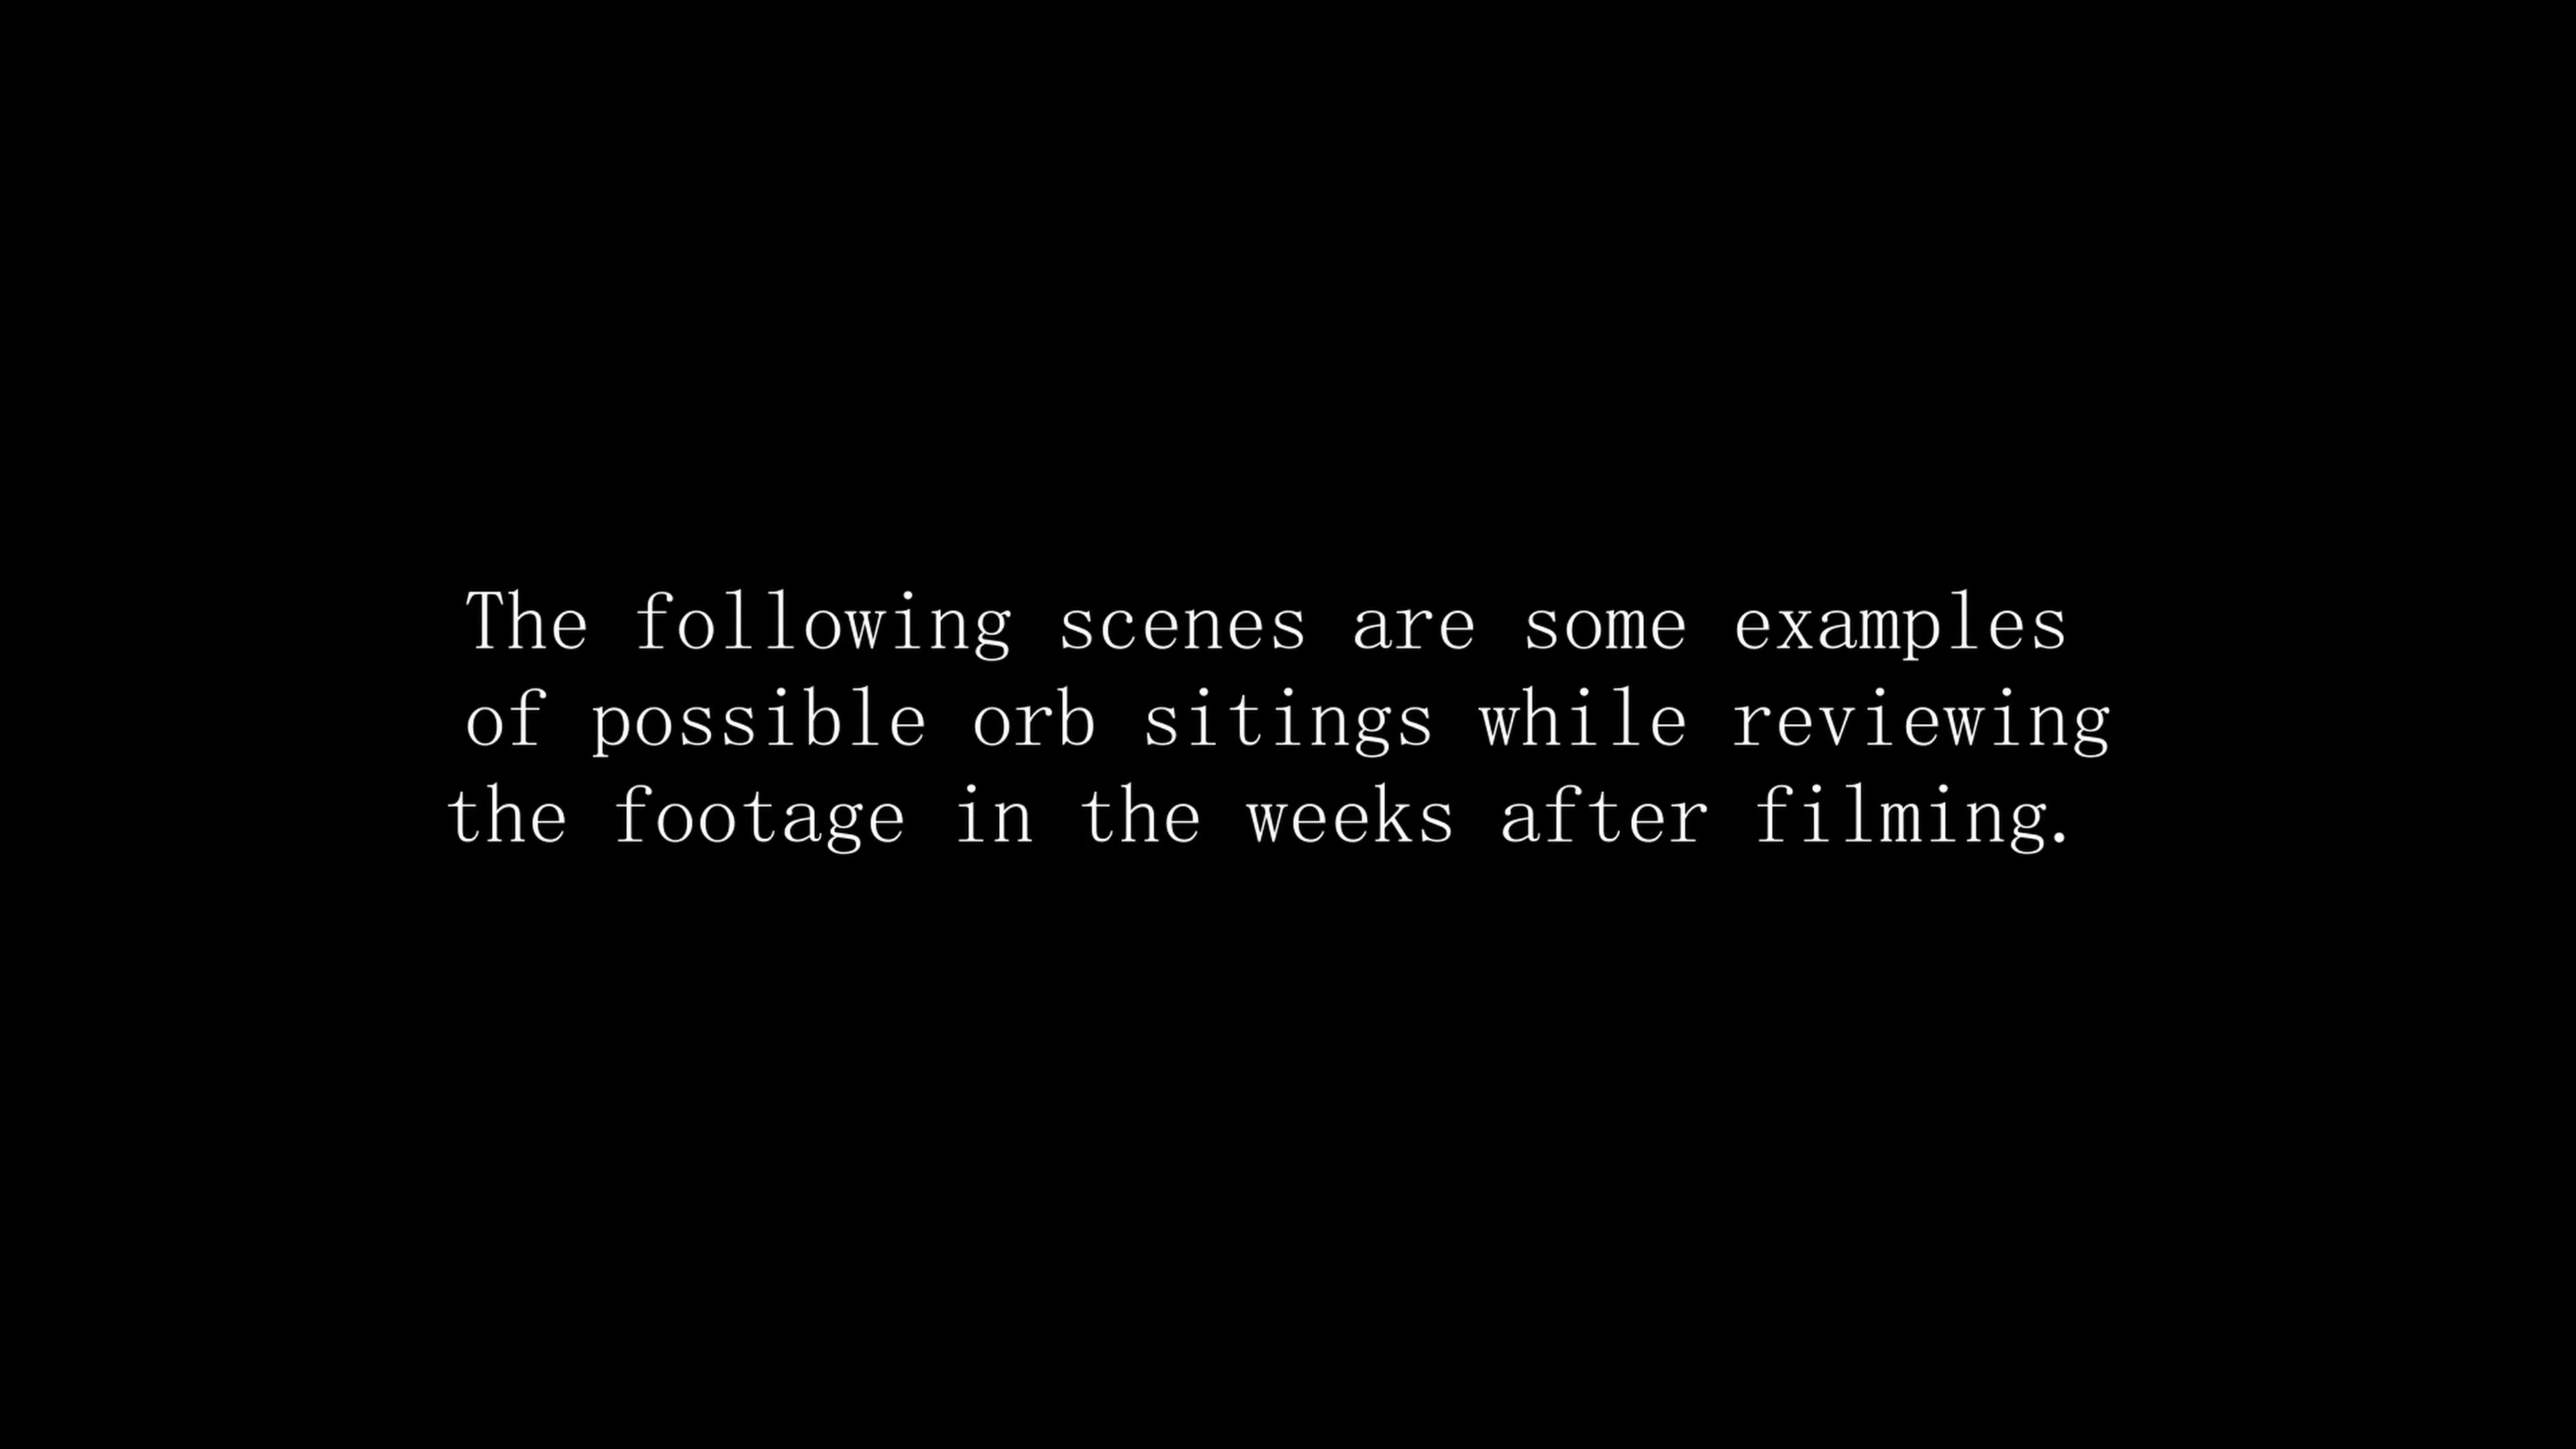 The following scenes are some examples
of possible orb sitings while reviewing
the footage in the weeks after filming.